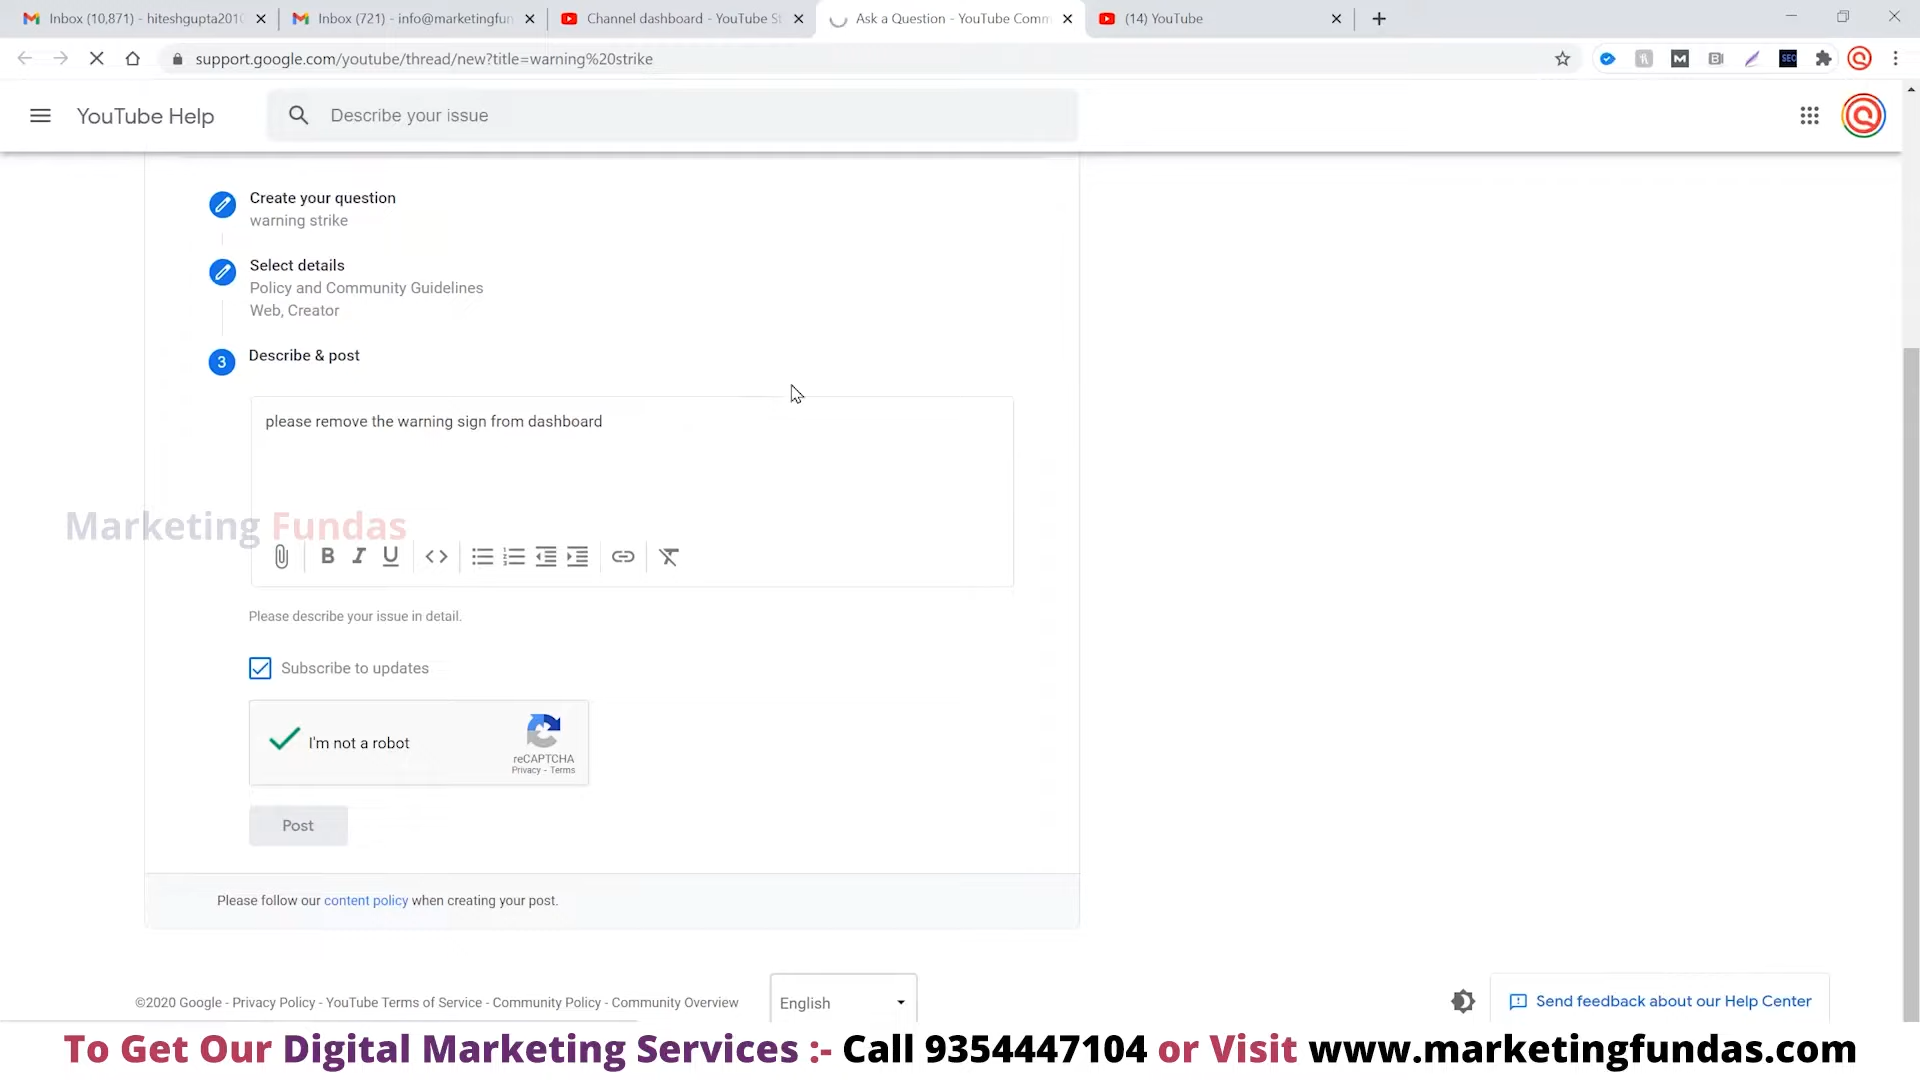 Inbox (10,871) - hiteshgupta201
Inbox (721) - info@marketingfun
Channel dashboard - YouTube St
Ask a Question - YouTube Comm
(14) YouTube
support.google.com/youtube/thread/new?title=warning%20strike
SEO
YouTube Help
Describe your issue
Create your question
warning strike
Select details
Policy and Community Guidelines
Web, Creator
3
Describe & post
please remove the warning sign from dashboard
Marketing Fundas
Please describe your issue in detail.
Subscribe to updates
I'm not a robot
reCAPTCHA
Privacy - Terms
Post
Please follow our content policy when creating your post.
©2020 Google - Privacy Policy - YouTube Terms of Service - Community Policy - Community Overview
English
Send feedback about our Help Center
To Get Our Digital Marketing Services :- Call 9354447104 or Visit www.marketingfundas.com